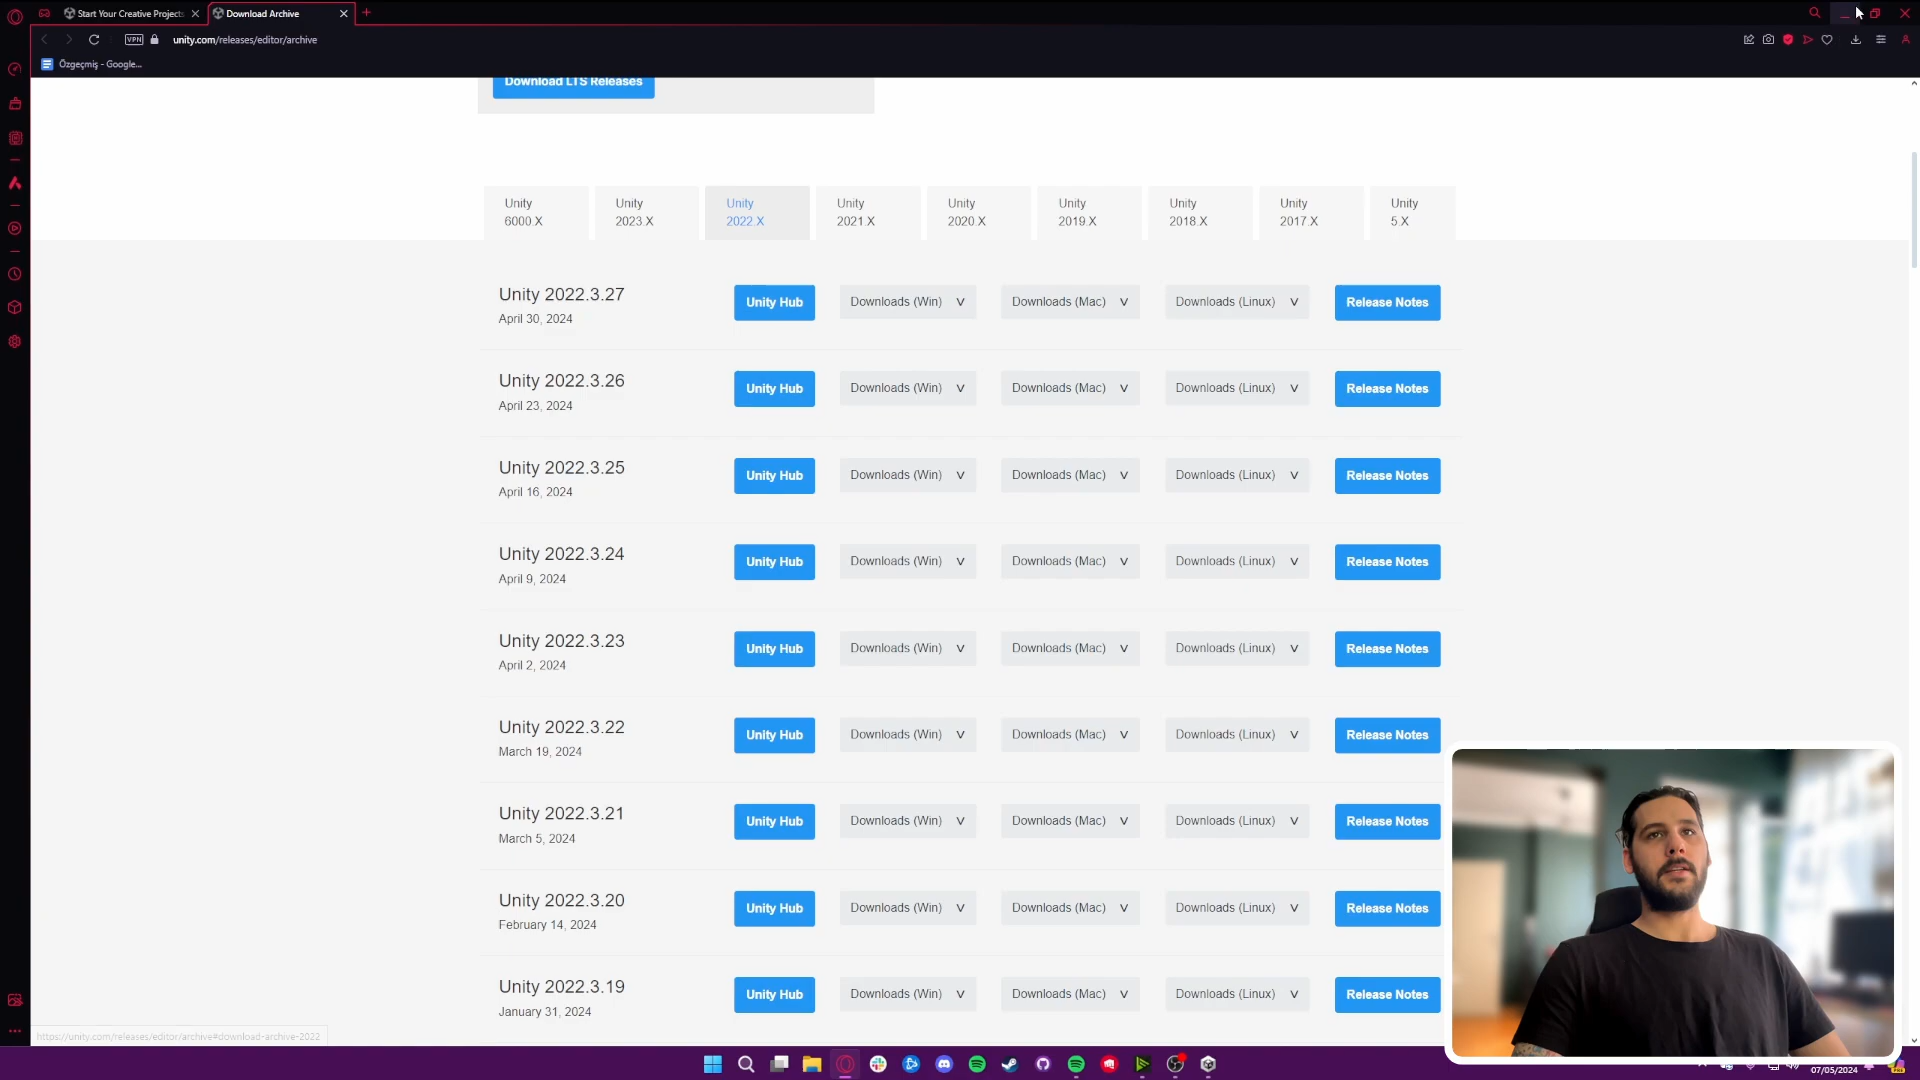 Start Your Creative Projects
Download Archive
VPN
unity.com/releases/editor/archive
Özgeçmiş - Google...
Download LTS Releases
Unity 6000.X
Unity 2023.X
Unity 2022.X
Unity 2021.X
Unity 2020.X
Unity 2019.X
Unity 2018.X
Unity 2017.X
Unity 5.X
Unity 2022.3.27
April 30, 2024
Unity Hub
Downloads (Win) V
Downloads (Mac) V
Downloads (Linux) V
Release Notes
Unity 2022.3.26
April 23, 2024
Unity Hub
Downloads (Win) V
Downloads (Mac) V
Downloads (Linux) V
Release Notes
Unity 2022.3.25
April 16, 2024
Unity Hub
Downloads (Win) V
Downloads (Mac) V
Downloads (Linux) V
Release Notes
Unity 2022.3.24
April 9, 2024
Unity Hub
Downloads (Win) V
Downloads (Mac) V
Downloads (Linux) V
Release Notes
Unity 2022.3.23
April 2, 2024
Unity Hub
Downloads (Win) V
Downloads (Mac) V
Downloads (Linux) V
Release Notes
Unity 2022.3.22
March 19, 2024
Unity Hub
Downloads (Win) V
Downloads (Mac) V
Downloads (Linux) V
Release Notes
Unity 2022.3.21
March 5, 2024
Unity Hub
Downloads (Win) V
Downloads (Mac) V
Downloads (Linux) V
Release Notes
Unity 2022.3.20
February 14, 2024
Unity Hub
Downloads (Win) V
Downloads (Mac) V
Downloads (Linux) V
Release Notes
Unity 2022.3.19
January 31, 2024
Unity Hub
Downloads (Win) V
Downloads (Mac) V
Downloads (Linux) V
Release Notes
https://unity.com/releases/editor/archive#download-archive-2022
07/05/2024